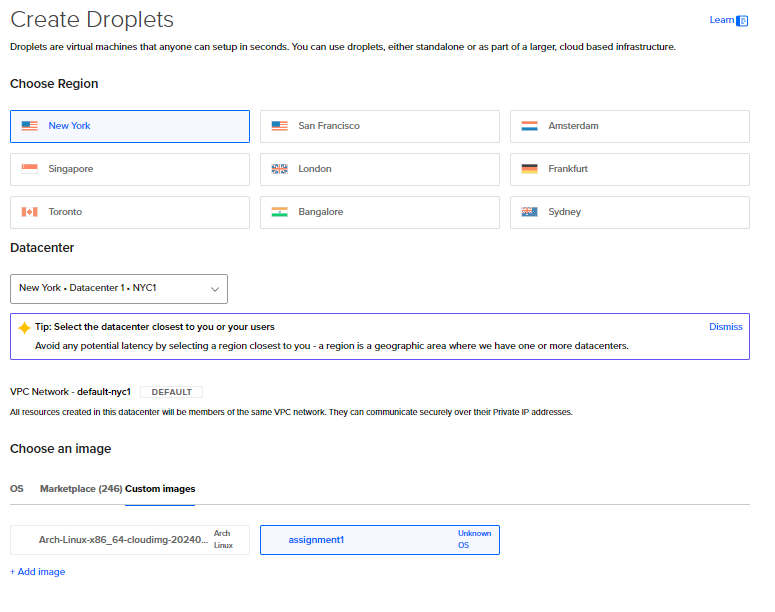 Create Droplets
Learn
Droplets are virtual machines that anyone can setup in seconds. You can use droplets, either standalone or as part of a larger, cloud based infrastructure.
Choose Region
New York
San Francisco
Amsterdam
Singapore
London
Frankfurt
Toronto
Bangalore
Sydney
Datacenter
New York • Datacenter 1 • NYC1
Tip: Select the datacenter closest to you or your users
Dismiss
Avoid any potential latency by selecting a region closest to you - a region is a geographic area where we have one or more datacenters.
VPC Network - default-nyc1 DEFAULT
All resources created in this datacenter will be members of the same VPC network. They can communicate securely over their Private IP addresses.
Choose an image
OS Marketplace (246) Custom images
Arch-Linux-x86_64-cloudimg-20240...
Arch
Linux
assignment1
Unknown
OS
+ Add image